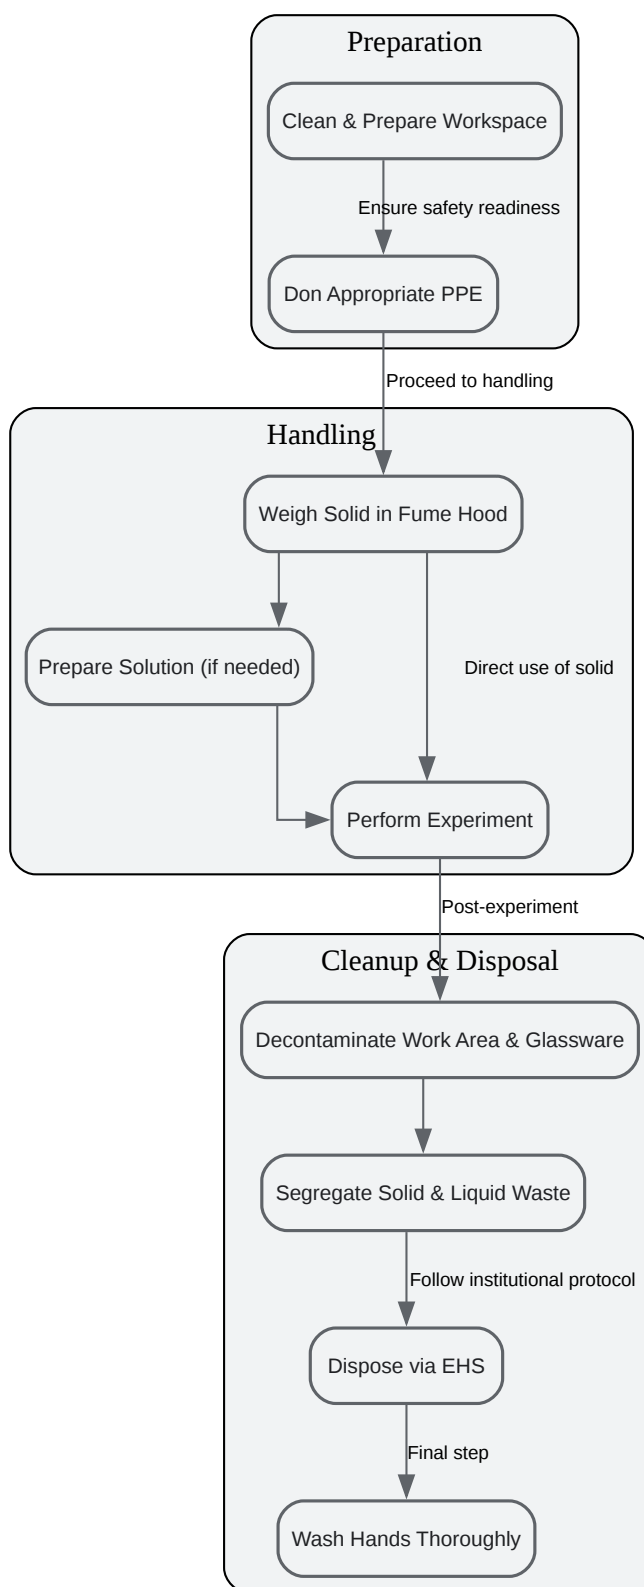 Preparation
Clean & Prepare Workspace
Ensure safety readiness
Don Appropriate PPE
Proceed to handling
Handling
Weigh Solid in Fume Hood
Prepare Solution (if needed)
Direct use of solid
Perform Experiment
Post-experiment
Cleanup & Disposal
Decontaminate Work Area & Glassware
Segregate Solid & Liquid Waste
Follow institutional protocol
Dispose via EHS
Final step
Wash Hands Thoroughly